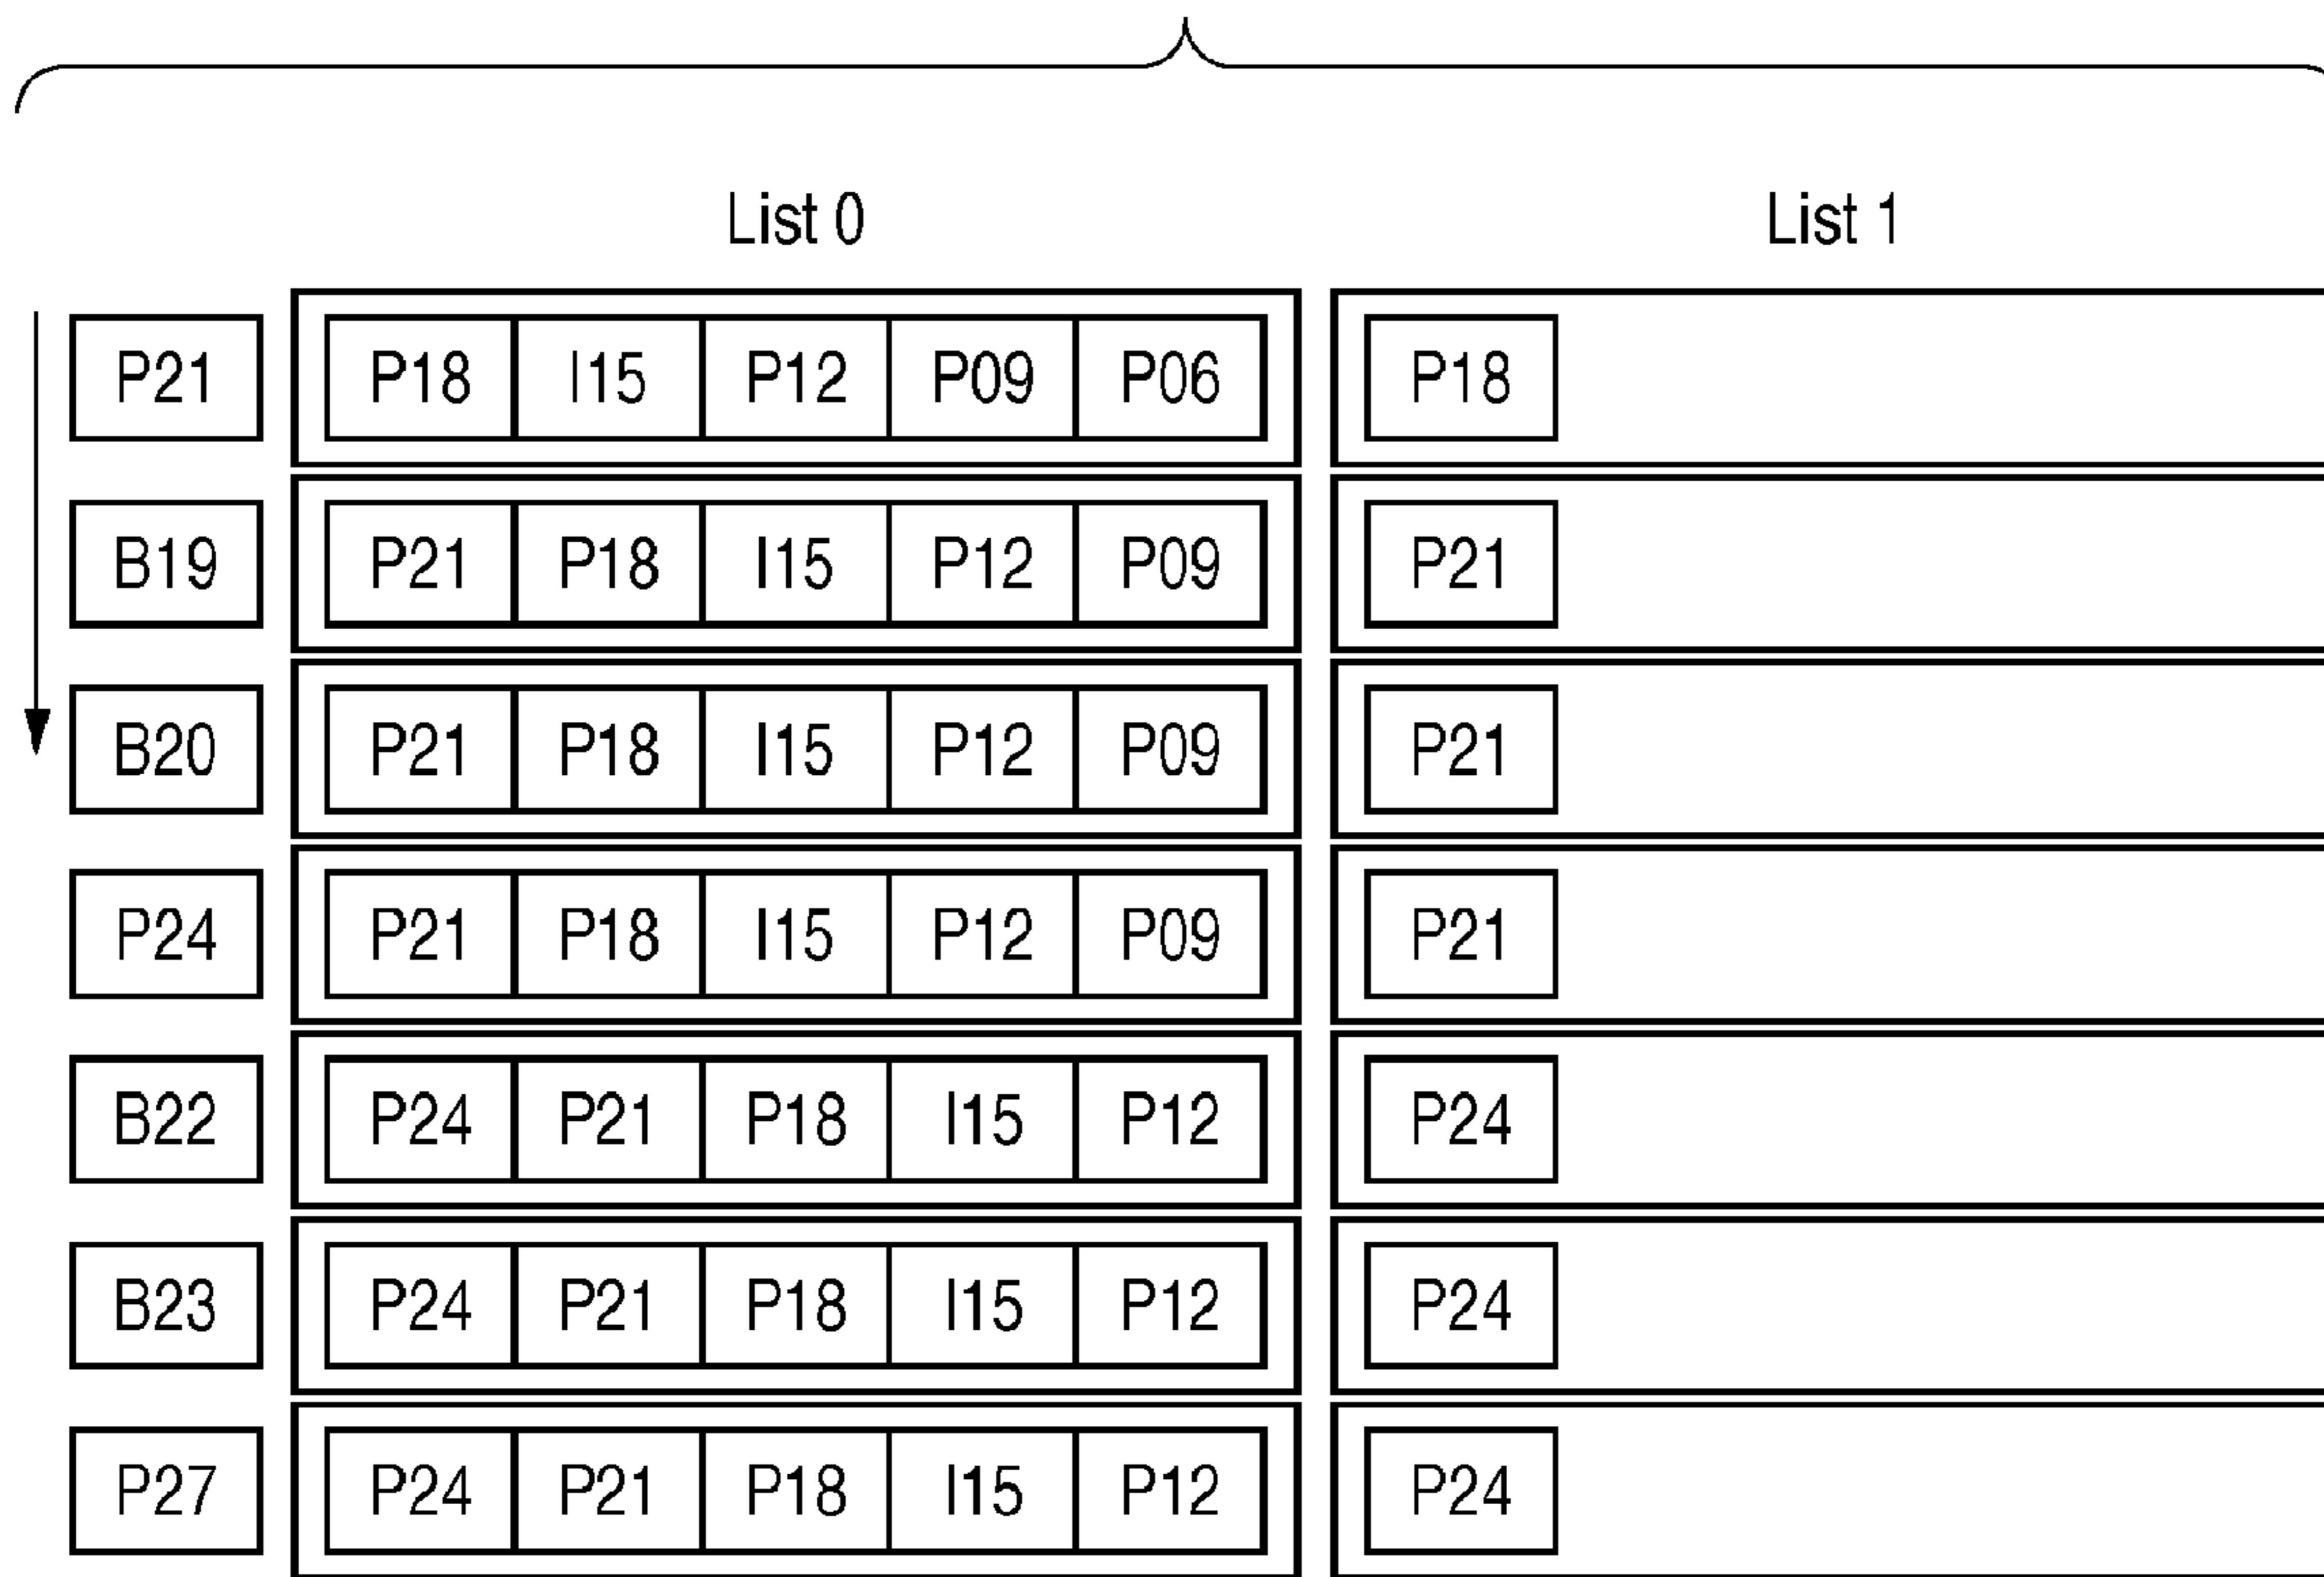 List 0 List 1
P21 P18 I15 P12 P09 P06 P18
B19 P21 P18 I15 P12 P09 P21
B20 P21 P18 I15 P12 P09 P21
P24 P21 P18 I15 P12 P09 P21
B22 P24 P21 P18 I15 P12 P24
B23 P24 P21 P18 I15 P12 P24
P27 P24 P21 P18 I15 P12 P24